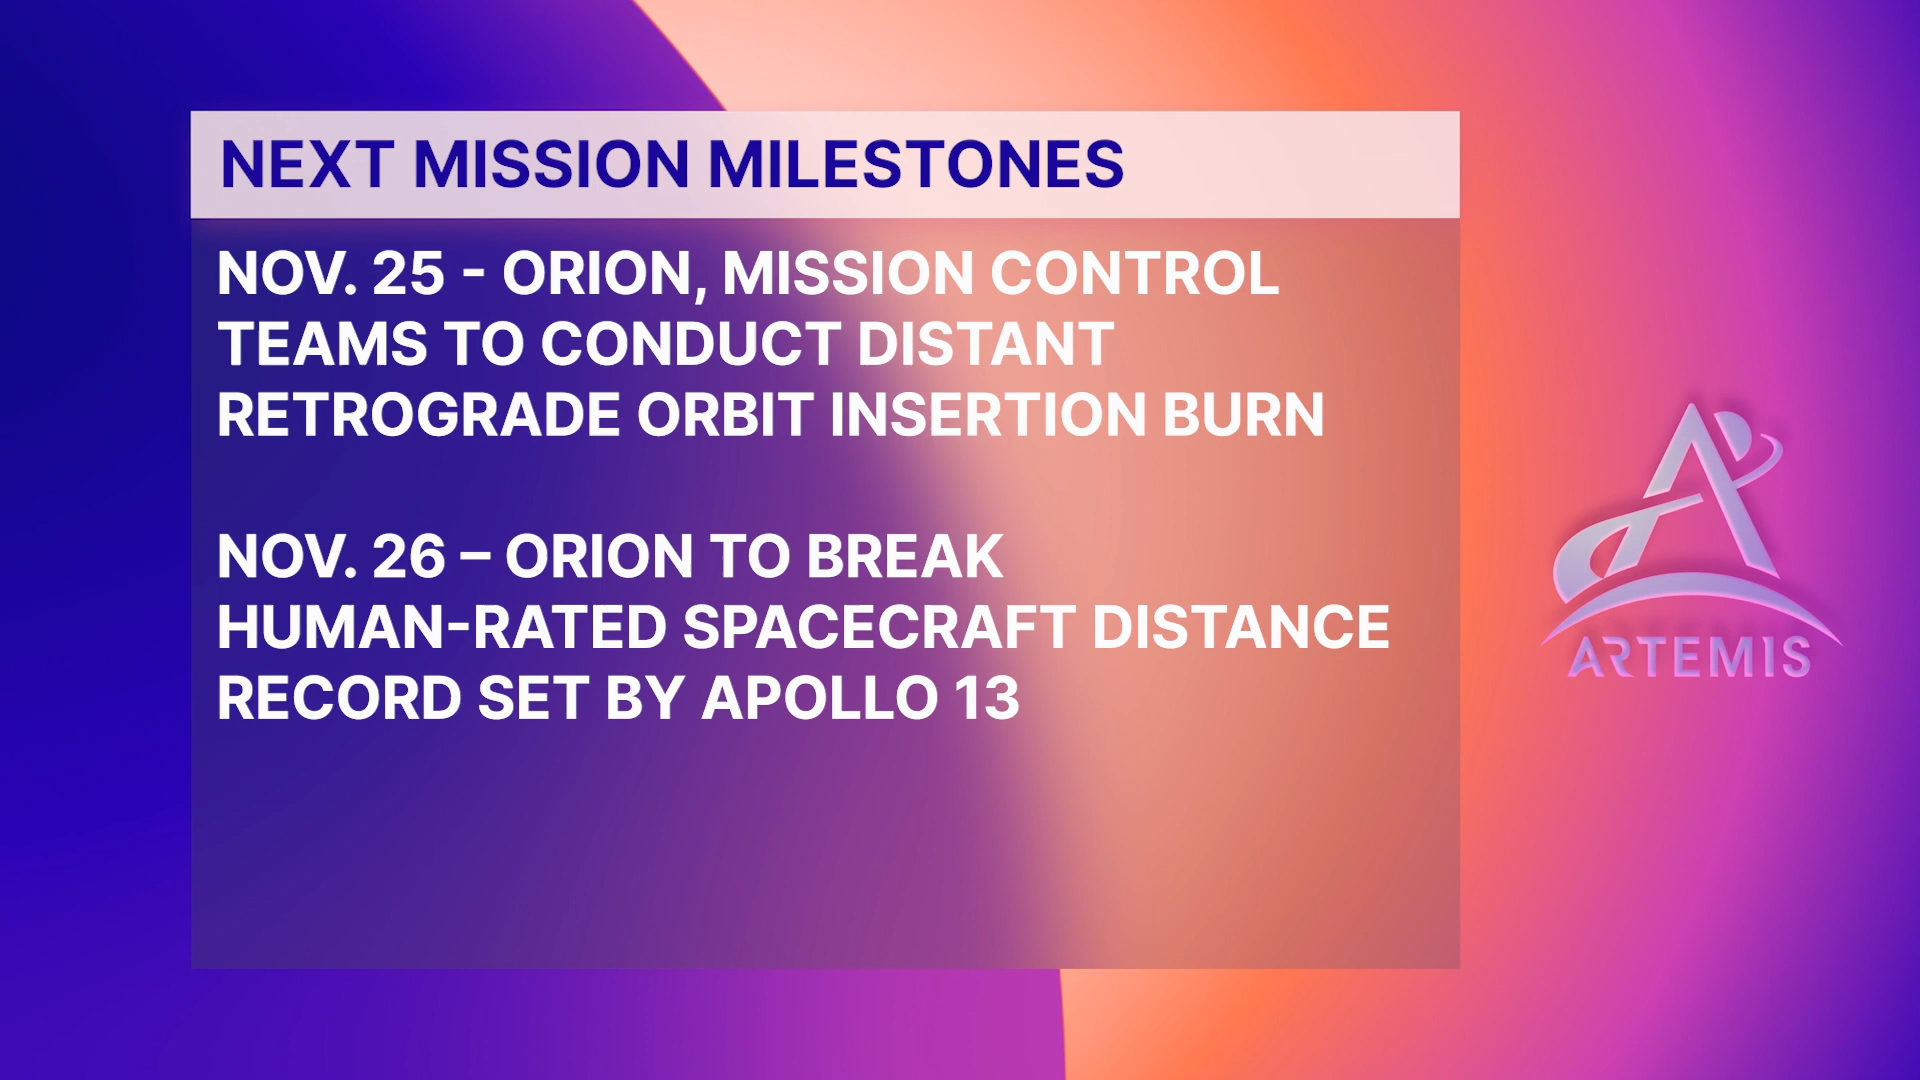 NEXT MISSION MILESTONES
NOV. 25 - ORION, MISSION CONTROL
TEAMS TO CONDUCT DISTANT
RETROGRADE ORBIT INSERTION BURN
NOV. 26 – ORION TO BREAK
HUMAN-RATED SPACECRAFT DISTANCE
RECORD SET BY APOLLO 13
ARTEMIS